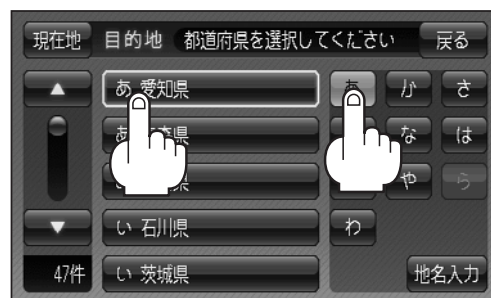 現在地 目的地 都道府県を選択してください 戻る
▲ あ 愛知県 あ か さ
県 な は
県 や ら
▼ い 石川県 わ
47件 い 茨城県 地名入力